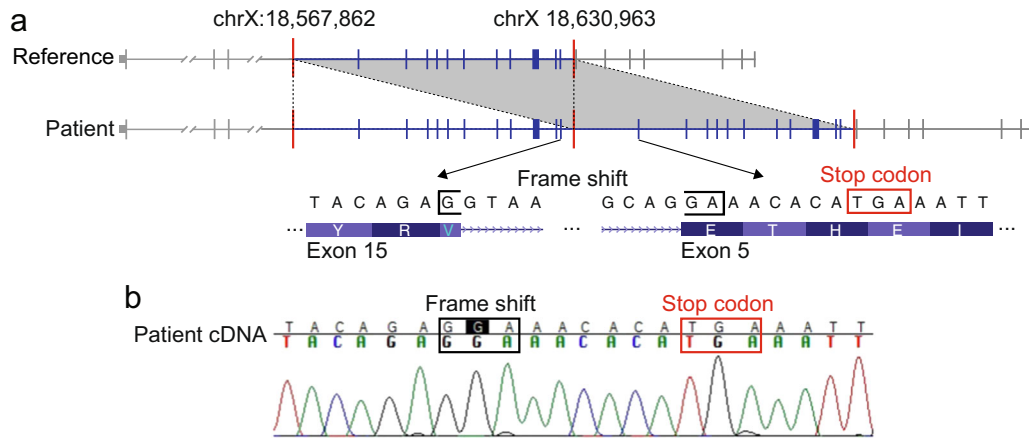 a
chrX:18,567,862 chrX 18,630,963
Reference
Patient
Frame shift Stop codon
T A C A G A G G T A A G C A G G A A C A C A T G A A A T T
... Y R V ... E T H E I ...
Exon 15 Exon 5
b
Frame shift Stop codon
Patient cDNA
T A C A G A G G A A A C A C A T G A A A T T
T A C A G A G G A A A C A C A T G A A A T T